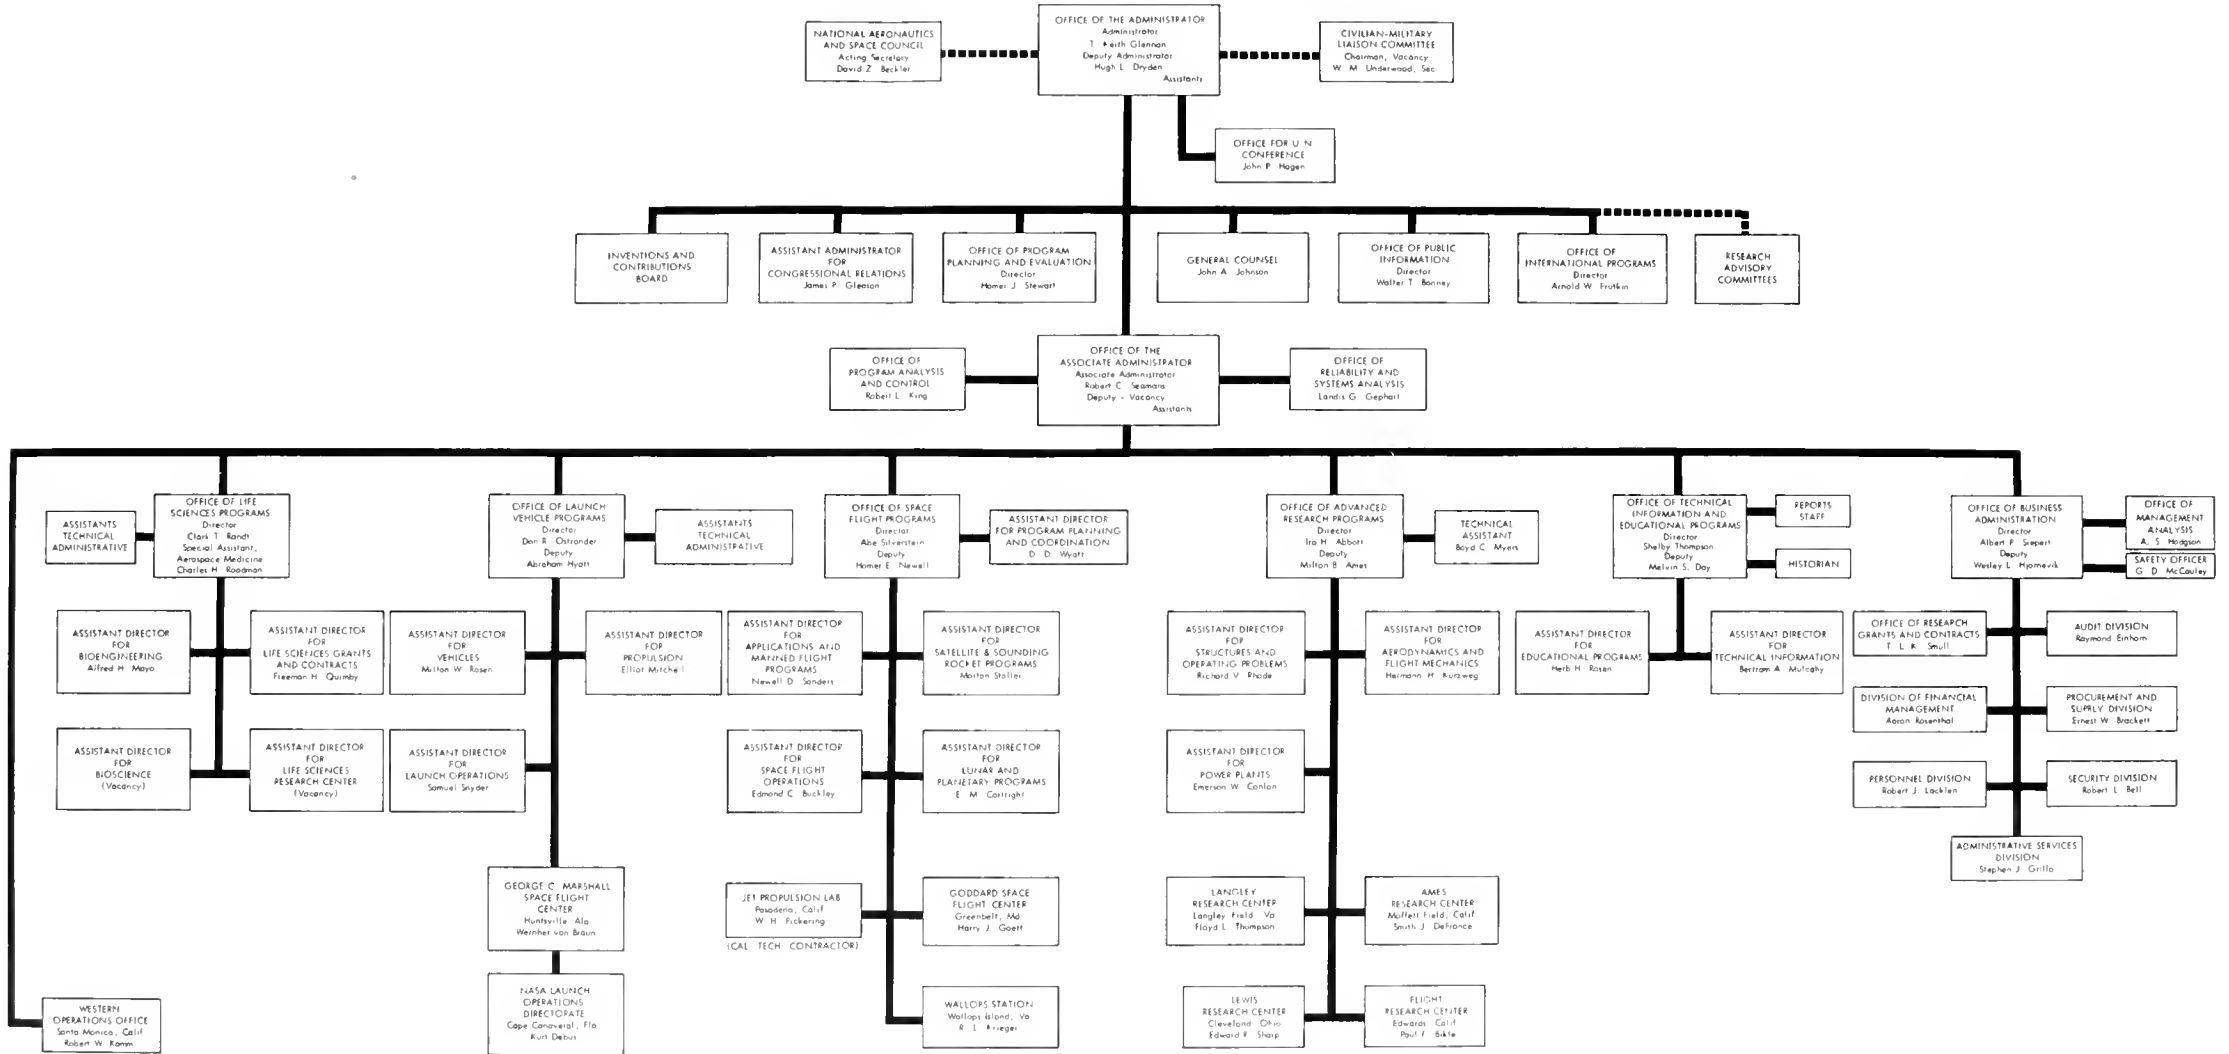 OFFICE OF THE ADMINISTRATOR
Administrator
T. Keith Glennan
Deputy Administrator
Hugh L. Dryden
Assistants
NATIONAL AERONAUTICS
AND SPACE COUNCIL
Acting Secretary
David Z. Beckler
CIVILIAN-MILITARY
LIAISON COMMITTEE
Chairman, Vacancy
W. M. Underwood, Sec.
OFFICE FOR U N
CONFERENCE
John P. Hagen
INVENTIONS AND
CONTRIBUTIONS
BOARD
ASSISTANT ADMINISTRATOR
FOR
CONGRESSIONAL RELATIONS
James P. Gleason
OFFICE OF PROGRAM
PLANNING AND EVALUATION
Director
Homer J. Stewart
GENERAL COUNSEL
John A. Johnson
OFFICE OF PUBLIC
INFORMATION
Director
Walter T. Bonney
OFFICE OF
INTERNATIONAL PROGRAMS
Director
Arnold W. Frutkin
RESEARCH
ADVISORY
COMMITTEES
OFFICE OF
PROGRAM ANALYSIS
AND CONTROL
Robert L. King
OFFICE OF THE
ASSOCIATE ADMINISTRATOR
Associate Administrator
Robert C. Seamans
Deputy - Vacancy
Assistants
OFFICE OF
RELIABILITY AND
SYSTEMS ANALYSIS
Landis G. Gephart
ASSISTANTS
TECHNICAL
ADMINISTRATIVE
OFFICE OF LIFE
SCIENCES PROGRAMS
Director
Clark T. Randt
Special Assistant,
Aerospace Medicine
Charles H. Roadman
OFFICE OF LAUNCH
VEHICLE PROGRAMS
Director
Don R. Ostrander
Deputy
Abraham Hyatt
ASSISTANTS
TECHNICAL
ADMINISTRATIVE
OFFICE OF SPACE
FLIGHT PROGRAMS
Director
Abe Silverstein
Deputy
Homer E. Newell
ASSISTANT DIRECTOR
FOR PROGRAM PLANNING
AND COORDINATION
D. D. Wyatt
OFFICE OF ADVANCED
RESEARCH PROGRAMS
Director
Ira H. Abbott
Deputy
Milton B. Ames
TECHNICAL
ASSISTANT
Boyd C. Myers
OFFICE OF TECHNICAL
INFORMATION AND
EDUCATIONAL PROGRAMS
Director
Shelby Thompson
Deputy
Melvin S. Day
REPORTS
STAFF
HISTORIAN
OFFICE OF BUSINESS
ADMINISTRATION
Director
Albert F. Siepert
Deputy
Wesley L. Hjornevik
OFFICE OF
MANAGEMENT
ANALYSIS
A. S. Hodgson
SAFETY OFFICER
G. D. McCauley
ASSISTANT DIRECTOR
FOR
BIOENGINEERING
Alfred H. Mayo
ASSISTANT DIRECTOR
FOR
LIFE SCIENCES GRANTS
AND CONTRACTS
Freeman H. Quimby
ASSISTANT DIRECTOR
FOR
VEHICLES
Milton W. Rosen
ASSISTANT DIRECTOR
FOR
PROPULSION
Elliot Mitchell
ASSISTANT DIRECTOR
FOR
APPLICATIONS AND
MANNED FLIGHT
PROGRAMS
Newell D. Sanders
ASSISTANT DIRECTOR
FOR
SATELLITE & SOUNDING
ROCKET PROGRAMS
Morton Stoller
ASSISTANT DIRECTOR
FOR
STRUCTURES AND
OPERATING PROBLEMS
Richard V. Rhode
ASSISTANT DIRECTOR
FOR
AERODYNAMICS AND
FLIGHT MECHANICS
Hermann H. Kurzweg
ASSISTANT DIRECTOR
FOR
EDUCATIONAL PROGRAMS
Herb H. Rosen
ASSISTANT DIRECTOR
FOR
TECHNICAL INFORMATION
Bertram A. Mulcahy
OFFICE OF RESEARCH
GRANTS AND CONTRACTS
T. L. K. Smull
AUDIT DIVISION
Raymond Einhorn
DIVISION OF FINANCIAL
MANAGEMENT
Aaron Rosenthal
PROCUREMENT AND
SUPPLY DIVISION
Ernest W. Brackett
ASSISTANT DIRECTOR
FOR
BIOSCIENCE
(Vacancy)
ASSISTANT DIRECTOR
FOR
LIFE SCIENCES
RESEARCH CENTER
(Vacancy)
ASSISTANT DIRECTOR
FOR
LAUNCH OPERATIONS
Samuel Snyder
ASSISTANT DIRECTOR
FOR
SPACE FLIGHT
OPERATIONS
Edmond C. Buckley
ASSISTANT DIRECTOR
FOR
LUNAR AND
PLANETARY PROGRAMS
E. M. Cortright
ASSISTANT DIRECTOR
FOR
POWER PLANTS
Emerson W. Conlon
PERSONNEL DIVISION
Robert J. Lacklen
SECURITY DIVISION
Robert L. Bell
ADMINISTRATIVE SERVICES
DIVISION
Stephen J. Grillo
GEORGE C. MARSHALL
SPACE FLIGHT
CENTER
Huntsville, Ala.
Wernher von Braun
JET PROPULSION LAB
Pasadena, Calif
W. H. Pickering
(CAL TECH CONTRACTOR)
GODDARD SPACE
FLIGHT CENTER
Greenbelt, Md
Harry J. Goett
LANGLEY
RESEARCH CENTER
Langley Field Va
Floyd L. Thompson
AMES
RESEARCH CENTER
Moffett Field, Calif
Smith J. DeFrance
WESTERN
OPERATIONS OFFICE
Santa Monica, Calif
Robert W. Kamm
NASA LAUNCH
OPERATIONS
DIRECTORATE
Cape Canaveral, Fla
Kurt Debus
WALLOPS STATION
Wallops Island, Va
R. L. Krieger
LEWIS
RESEARCH CENTER
Cleveland Ohio
Edward R. Sharp
FLIGHT
RESEARCH CENTER
Edwards Calif
Paul F. Bikle